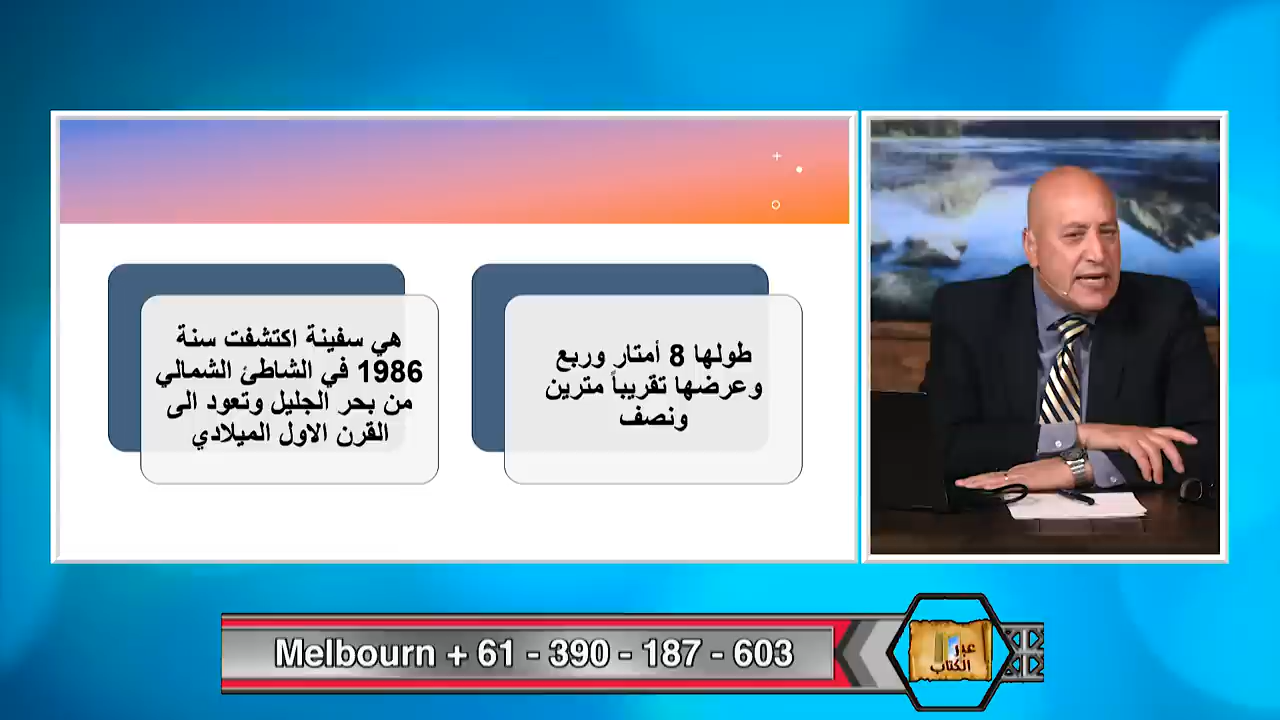 طولها 8 أمتار وربع
وعرضها تقريباً مترين
ونصف
هي سفينة اكتشفت سنة
1986 في الشاطئ الشمالي
من بحر الجليل وتعود الى
القرن الاول الميلادي
Melbourn + 61 - 390 - 187 - 603
عبر
الكتاب